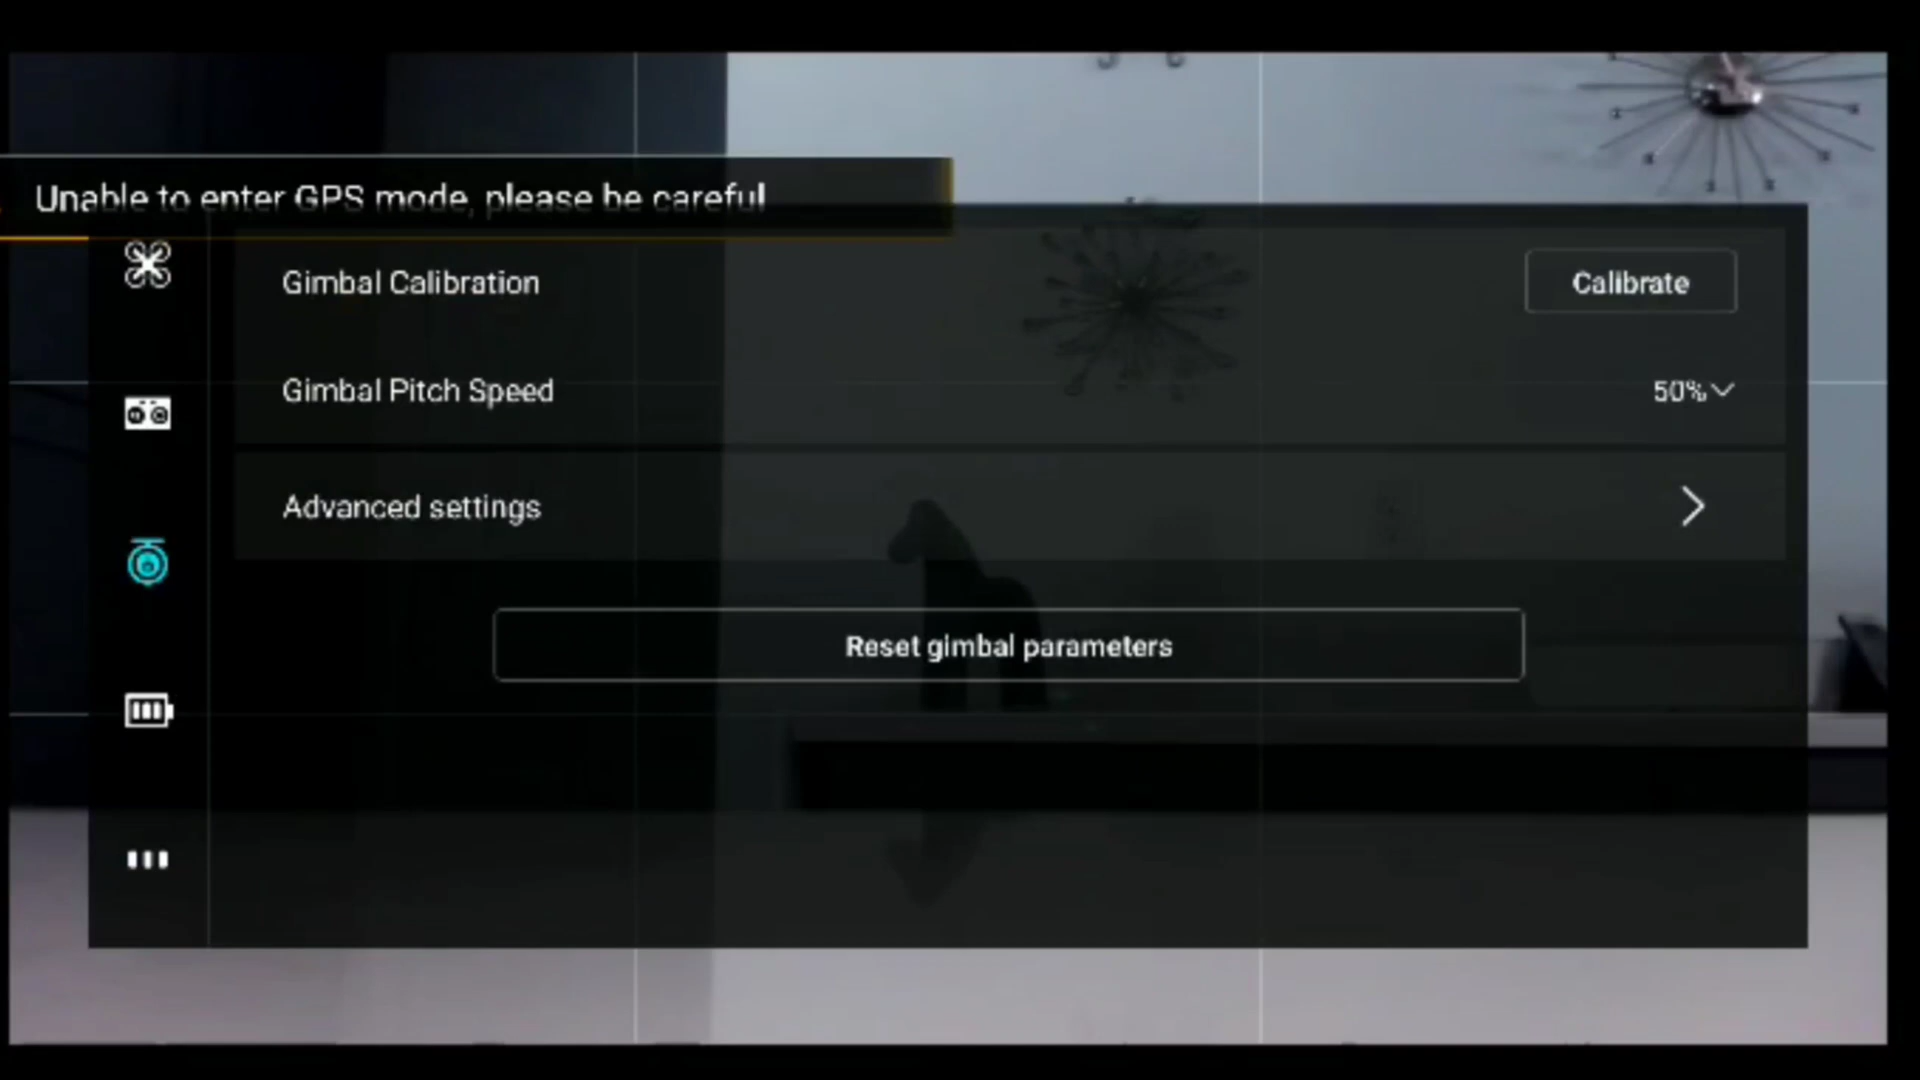 Unable to enter GPS mode, please be careful
Gimbal Calibration
Calibrate
Gimbal Pitch Speed
50%
Advanced settings
Reset gimbal parameters